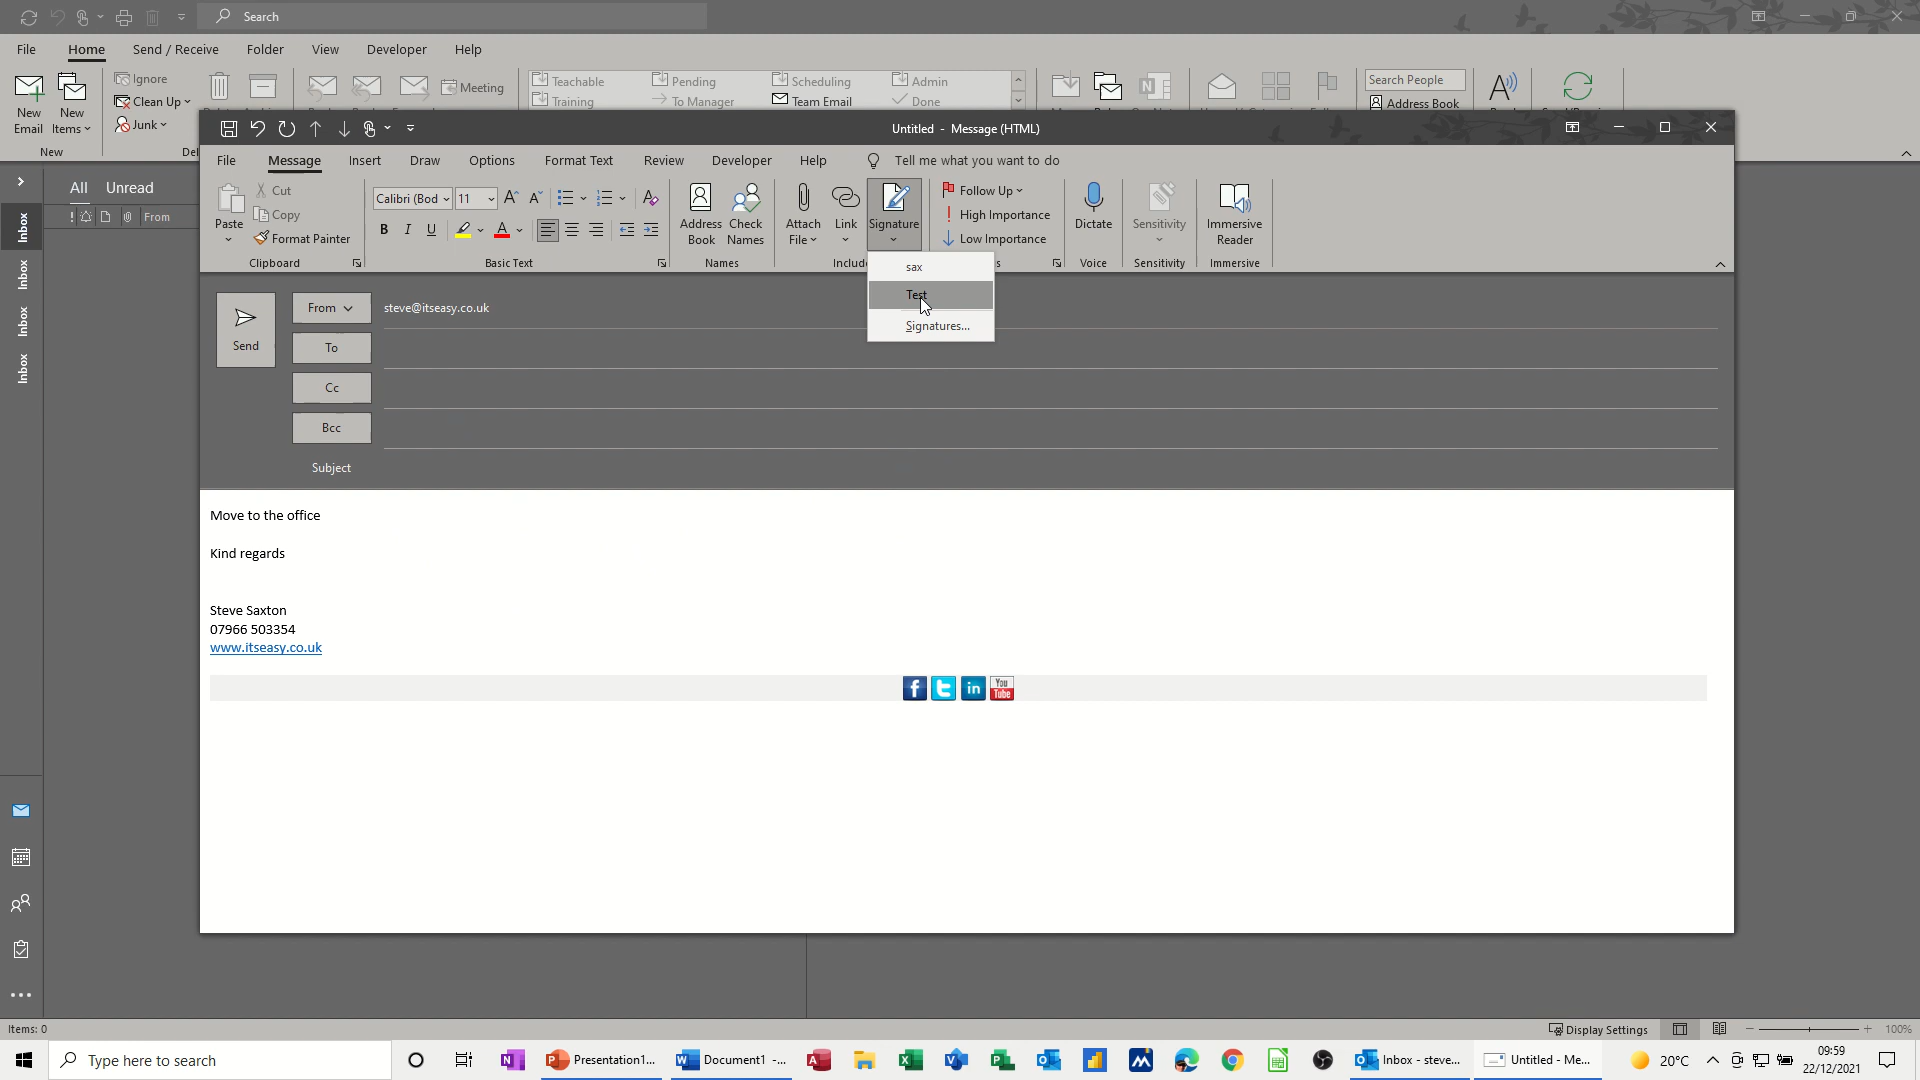 Search
File Home Send / Receive Folder View Developer Help
New Email
New Items
Ignore
Clean Up
Junk
Meeting
Teachable Pending Scheduling Admin
Training To Manager Team Email Done
Search People
Address Book
New
Untitled - Message (HTML)
File Message Insert Draw Options Format Text Review Developer Help Tell me what you want to do
Paste
Cut
Copy
Format Painter
Calibri (Bod 11
B I U A
Address Book
Check Names
Attach File
Link
Signature
Follow Up
High Importance
Low Importance
Dictate
Sensitivity
Immersive Reader
Clipboard Basic Text Names Voice Sensitivity Immersive
sax
Test
Signatures...
All Unread
From
Inbox
Inbox
Inbox
Inbox
Send
From steve@itseasy.co.uk
To
Cc
Bcc
Subject
Move to the office
Kind regards
Steve Saxton
07966 503354
www.itseasy.co.uk
f t in You Tube
Items: 0 Display Settings 100%
Type here to search
Presentation1...
Document1 -...
Inbox - steve...
Untitled - Me...
20°C
09:59
22/12/2021